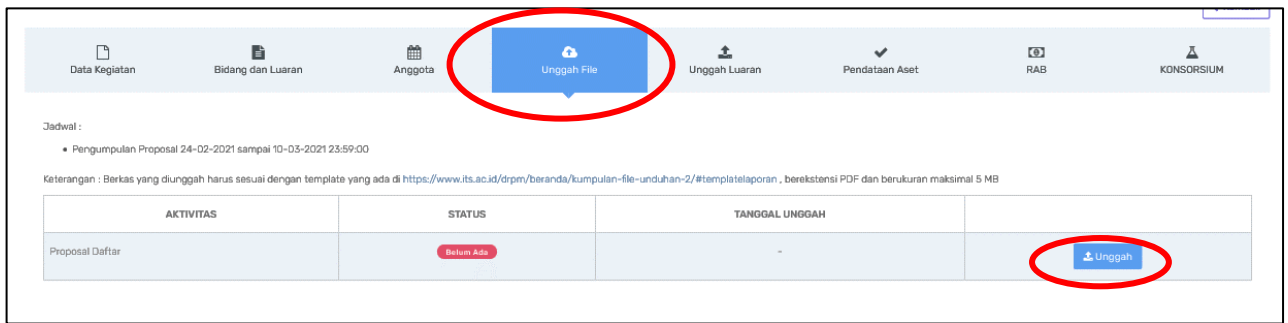 Data Kegiatan
Bidang dan Luaran
Anggota
Unggah File
Unggah Luaran
Pendataan Aset
RAB
KONSORSIUM
Jadwal :
• Pengumpulan Proposal 24-02-2021 sampai 10-03-2021 23:59:00
Keterangan : Berkas yang diunggah harus sesuai dengan template yang ada di https://www.its.ac.id/drpm/beranda/kumpulan-file-unduhan-2/#templatelaporan , berekstensi PDF dan berukuran maksimal 5 MB
AKTIVITAS STATUS TANGGAL UNGGAH
Proposal Daftar Belum Ada - Unggah